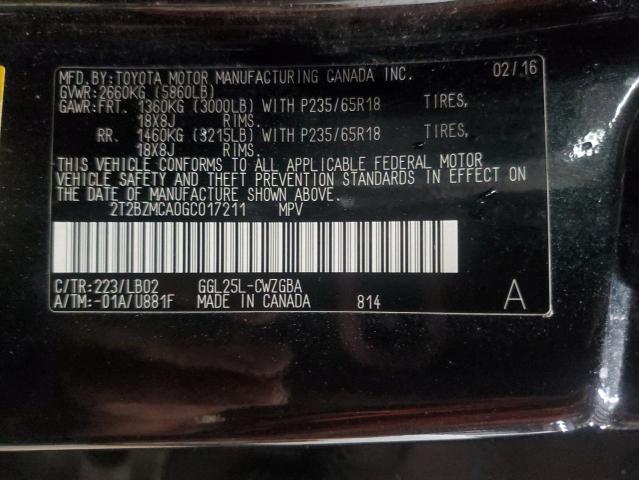 MFD.BY:TOYOTA MOTOR MANUFACTURING CANADA INC. 02/16
GVWR:2660KG (5860LB)
GAWR:FRT. 1360KG (3000LB) WITH P235/65R18 TIRES,
18X8J RIMS.
RR. 1460KG (3215LB) WITH P235/65R18 TIRES,
18X8J RIMS.
THIS VEHICLE CONFORMS TO ALL APPLICABLE FEDERAL MOTOR
VEHICLE SAFETY AND THEFT PREVENTION STANDARDS IN EFFECT ON
THE DATE OF MANUFACTURE SHOWN ABOVE.
2T2BZMCA0GC017211 MPV
C/TR:223/LB02 GGL25L-CWZGBA
A/TM:-01A/U881F MADE IN CANADA 814 A